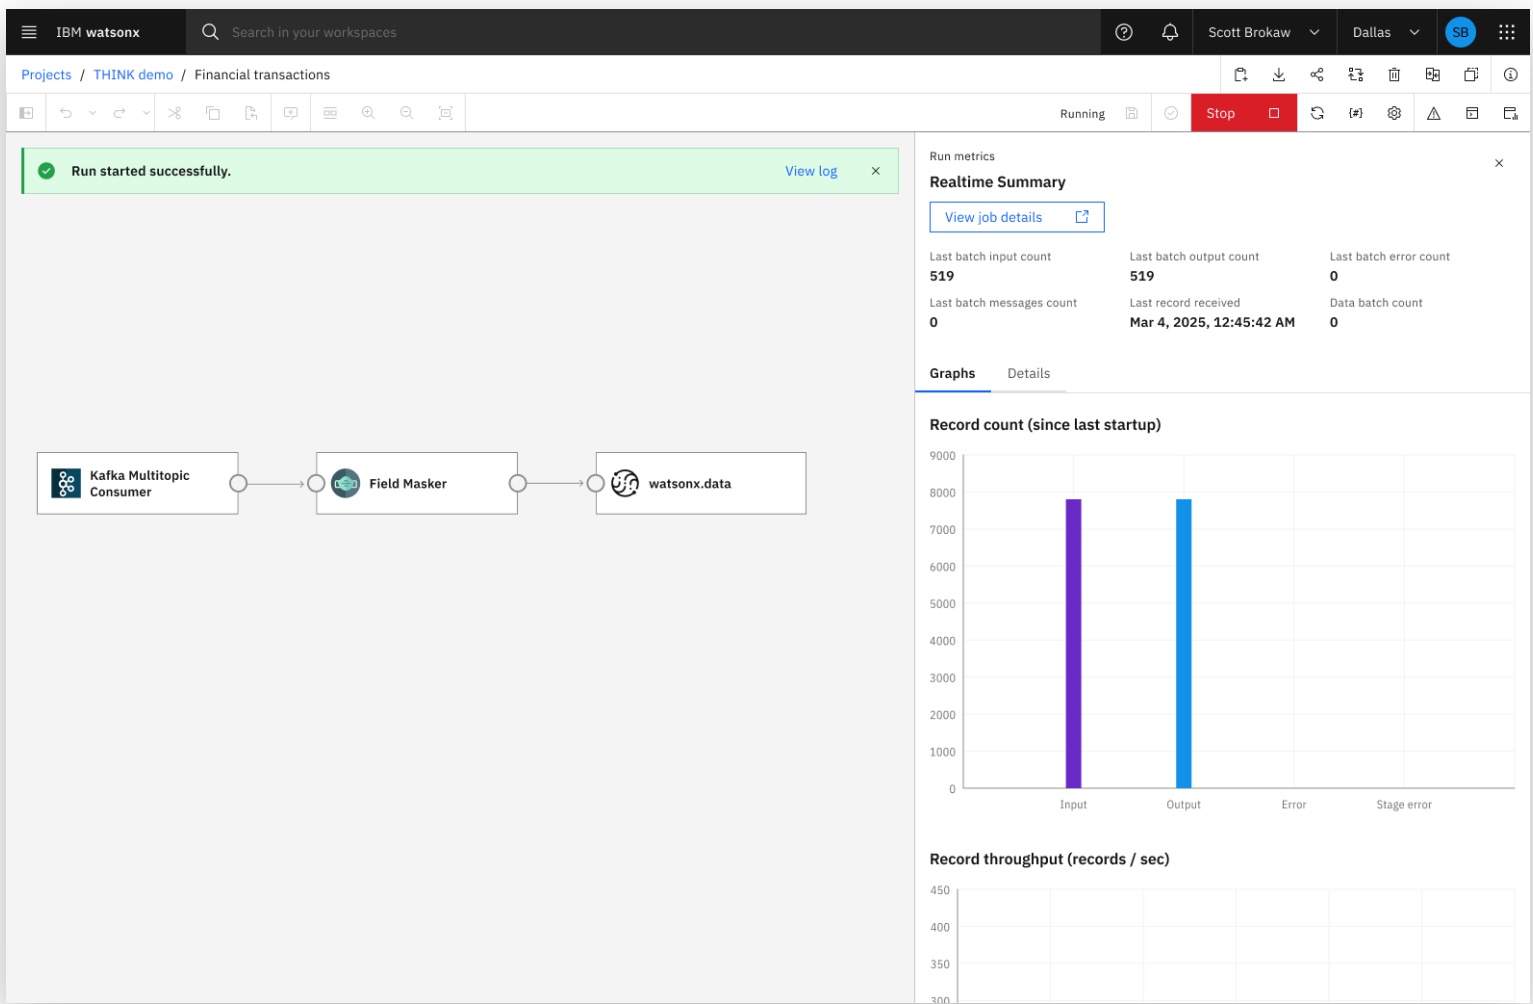 IBM watsonx
Search in your workspaces
Scott Brokaw
Dallas
SB
Projects / THINK demo / Financial transactions
Running
Stop
{#}
Run started successfully.
View log
Kafka Multitopic
Consumer
Field Masker
watsonx.data
Run metrics
Realtime Summary
View job details
Last batch input count
519
Last batch output count
519
Last batch error count
0
Last batch messages count
0
Last record received
Mar 4, 2025, 12:45:42 AM
Data batch count
0
Graphs
Details
Record count (since last startup)
9000
8000
7000
6000
5000
4000
3000
2000
1000
0
Input
Output
Error
Stage error
Record throughput (records / sec)
450
400
350
300